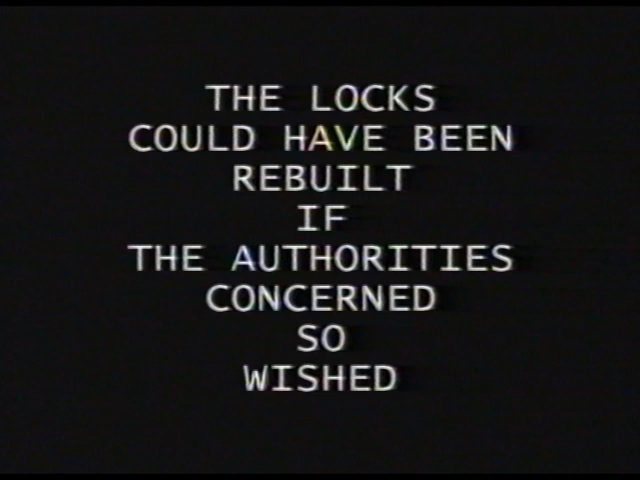 THE LOCKS
COULD HAVE BEEN
REBUILT
IF
THE AUTHORITIES
CONCERNED
SO
WISHED